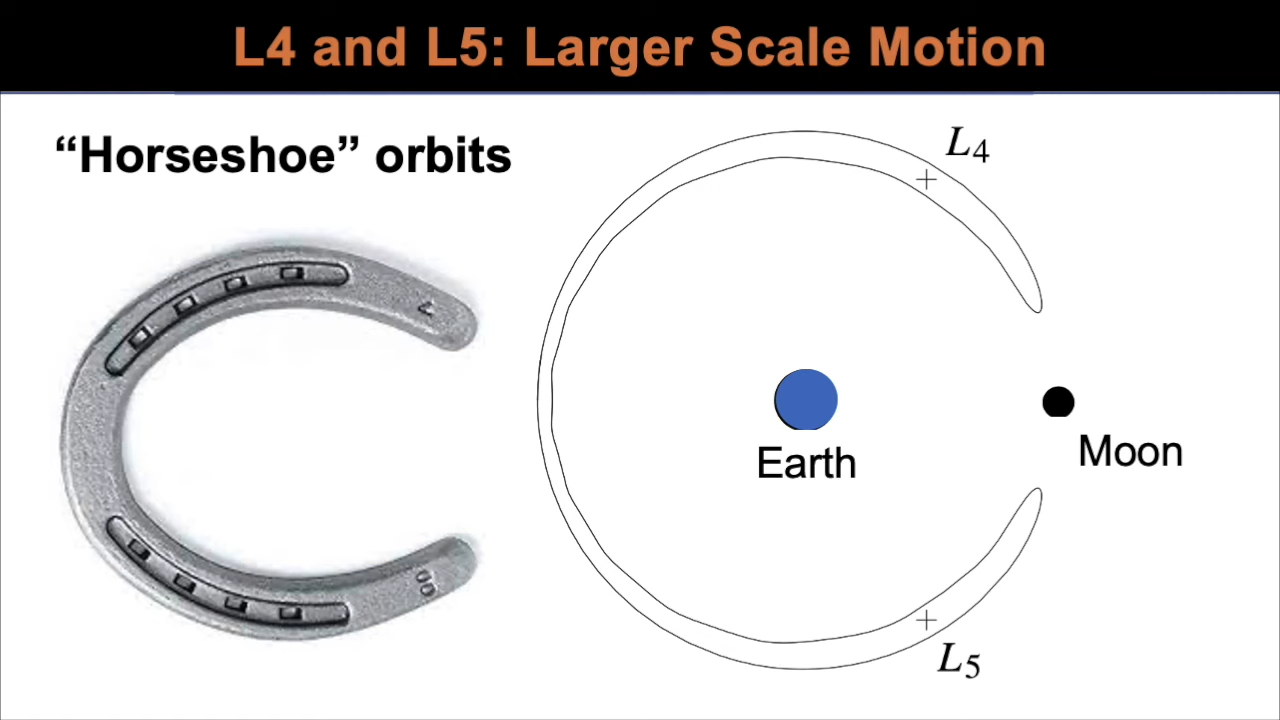 L4 and L5: Larger Scale Motion
“Horseshoe” orbits
L4
Earth
Moon
L5